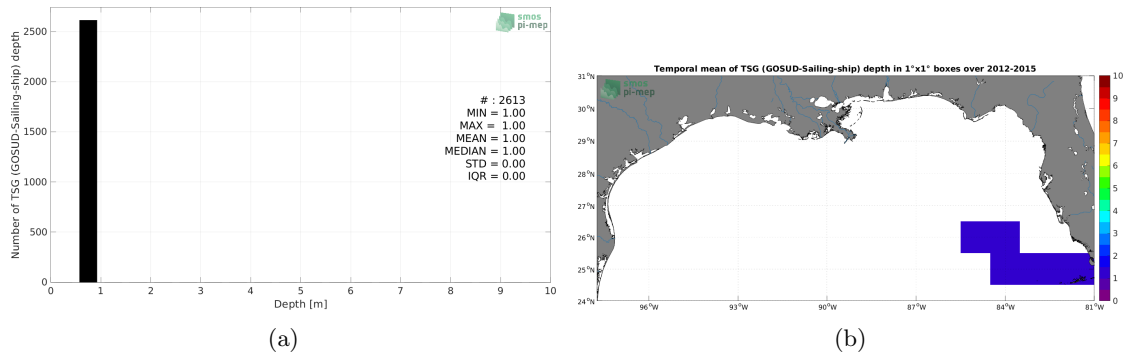 smos
pi-mep
2500
2000
1500
1000
500
0
Number of TSG (GOSUD-Sailing-ship) depth
# : 2613
MIN = 1.00
MAX = 1.00
MEAN = 1.00
MEDIAN = 1.00
STD = 0.00
IQR = 0.00
0 1 2 3 4 5 6 7 8 9 10
Depth [m]
(a)
Temporal mean of TSG (GOSUD-Sailing-ship) depth in 1°x1° boxes over 2012-2015
smos
pi-mep
31°N
30°N
29°N
28°N
27°N
26°N
25°N
24°N
96°W 93°W 90°W 87°W 84°W 81°W
10
9
8
7
6
5
4
3
2
1
0
(b)